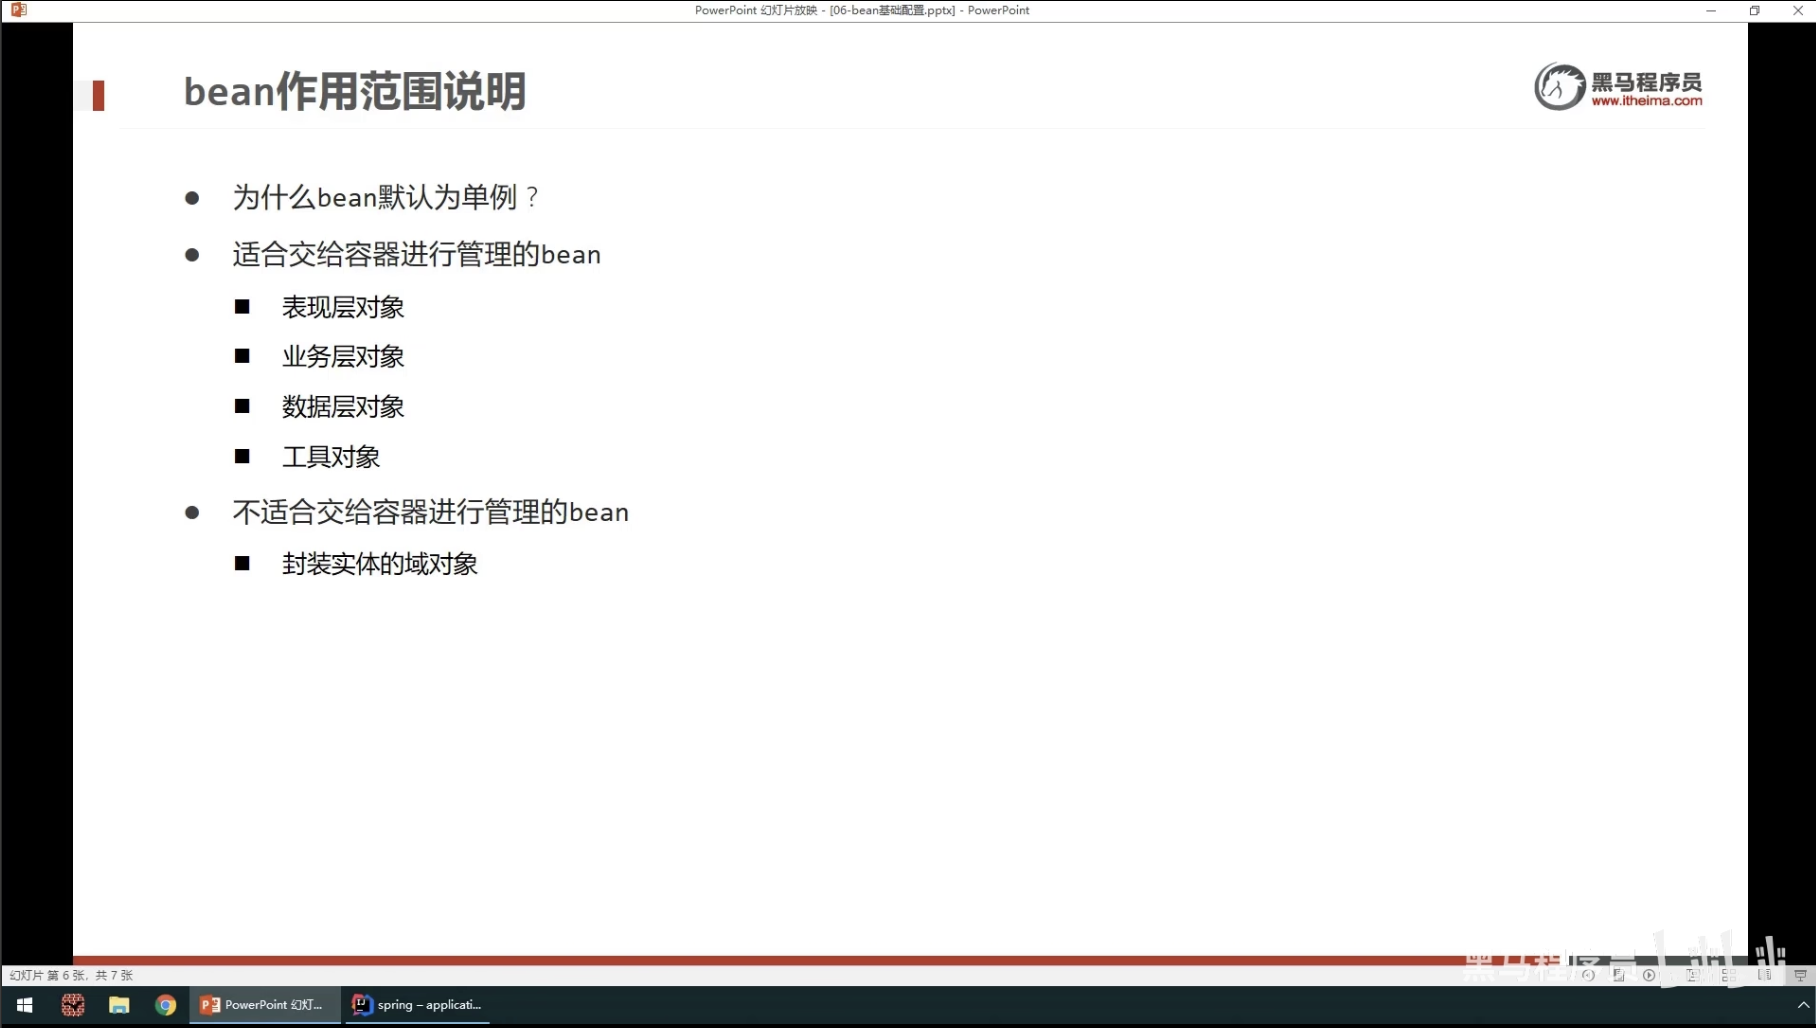 PowerPoint 幻灯片放映 - [06-bean基础配置.pptx] - PowerPoint
bean作用范围说明
黑马程序员
www.itheima.com
● 为什么bean默认为单例？
● 适合交给容器进行管理的bean
■ 表现层对象
■ 业务层对象
■ 数据层对象
■ 工具对象
● 不适合交给容器进行管理的bean
■ 封装实体的域对象
黑马程序员
幻灯片 第 6 张，共 7 张
PowerPoint 幻灯...
spring – applicati...